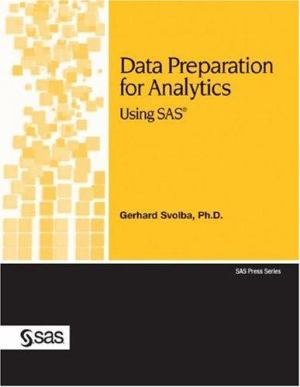 Data Preparation
for Analytics
Using SAS®
Gerhard Svolba, Ph.D.
SAS Press Series
sas